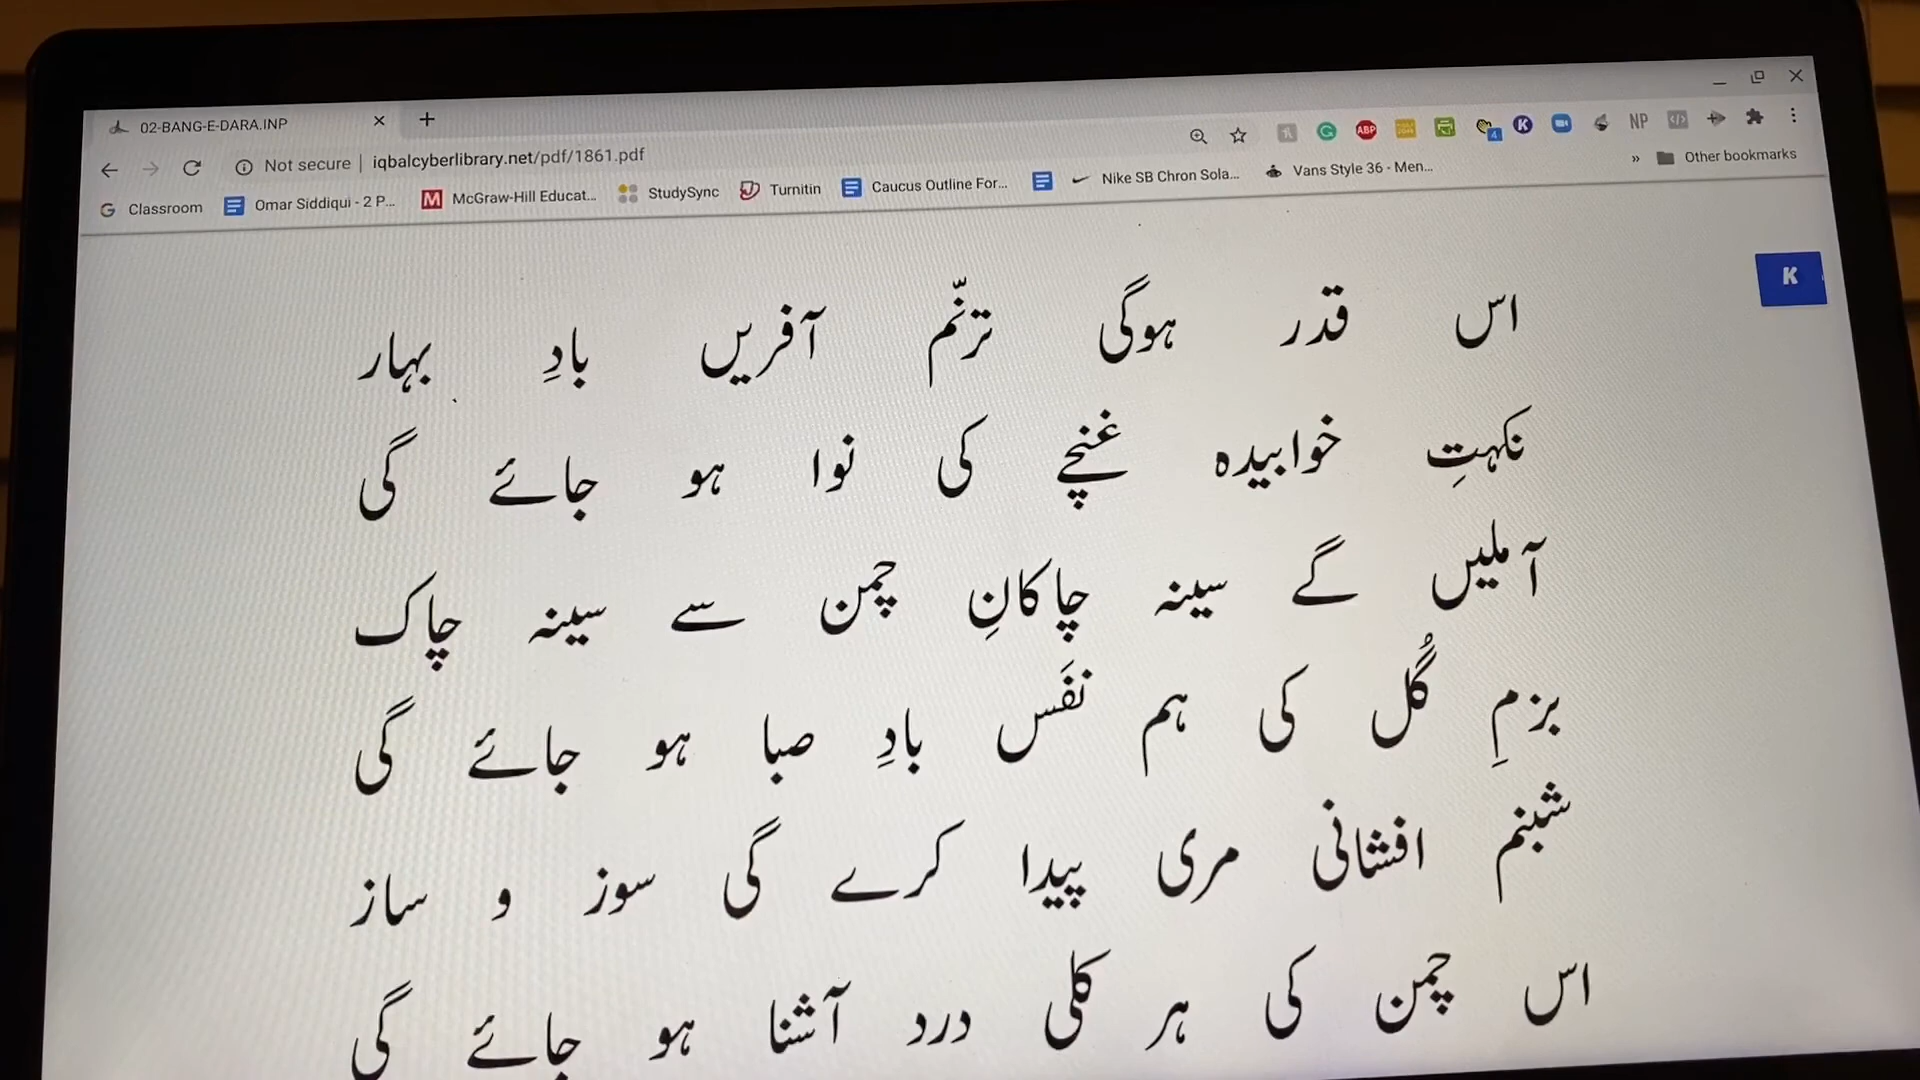 02-BANG-E-DARA.INP
Not secure | iqbalcyberlibrary.net/pdf/1861.pdf
ABP 4 K NP
Classroom Omar Siddiqui - 2 P... McGraw-Hill Educat... StudySync Turnitin Caucus Outline For... Nike SB Chron Sola... Vans Style 36 - Men... » Other bookmarks
K
اس قدر ہوگی ترنّم آفریں بادِ بہار
نکہتِ خوابیدہ غنچے کی نوا ہو جائے گی
آملیں گے سینہ چاکانِ چمن سے سینہ چاک
بزمِ گُل کی ہم نفَس بادِ صبا ہو جائے گی
شبنم افشانی مری پیدا کرے گی سوز و ساز
اس چمن کی ہر کلی درد آشنا ہو جائے گی